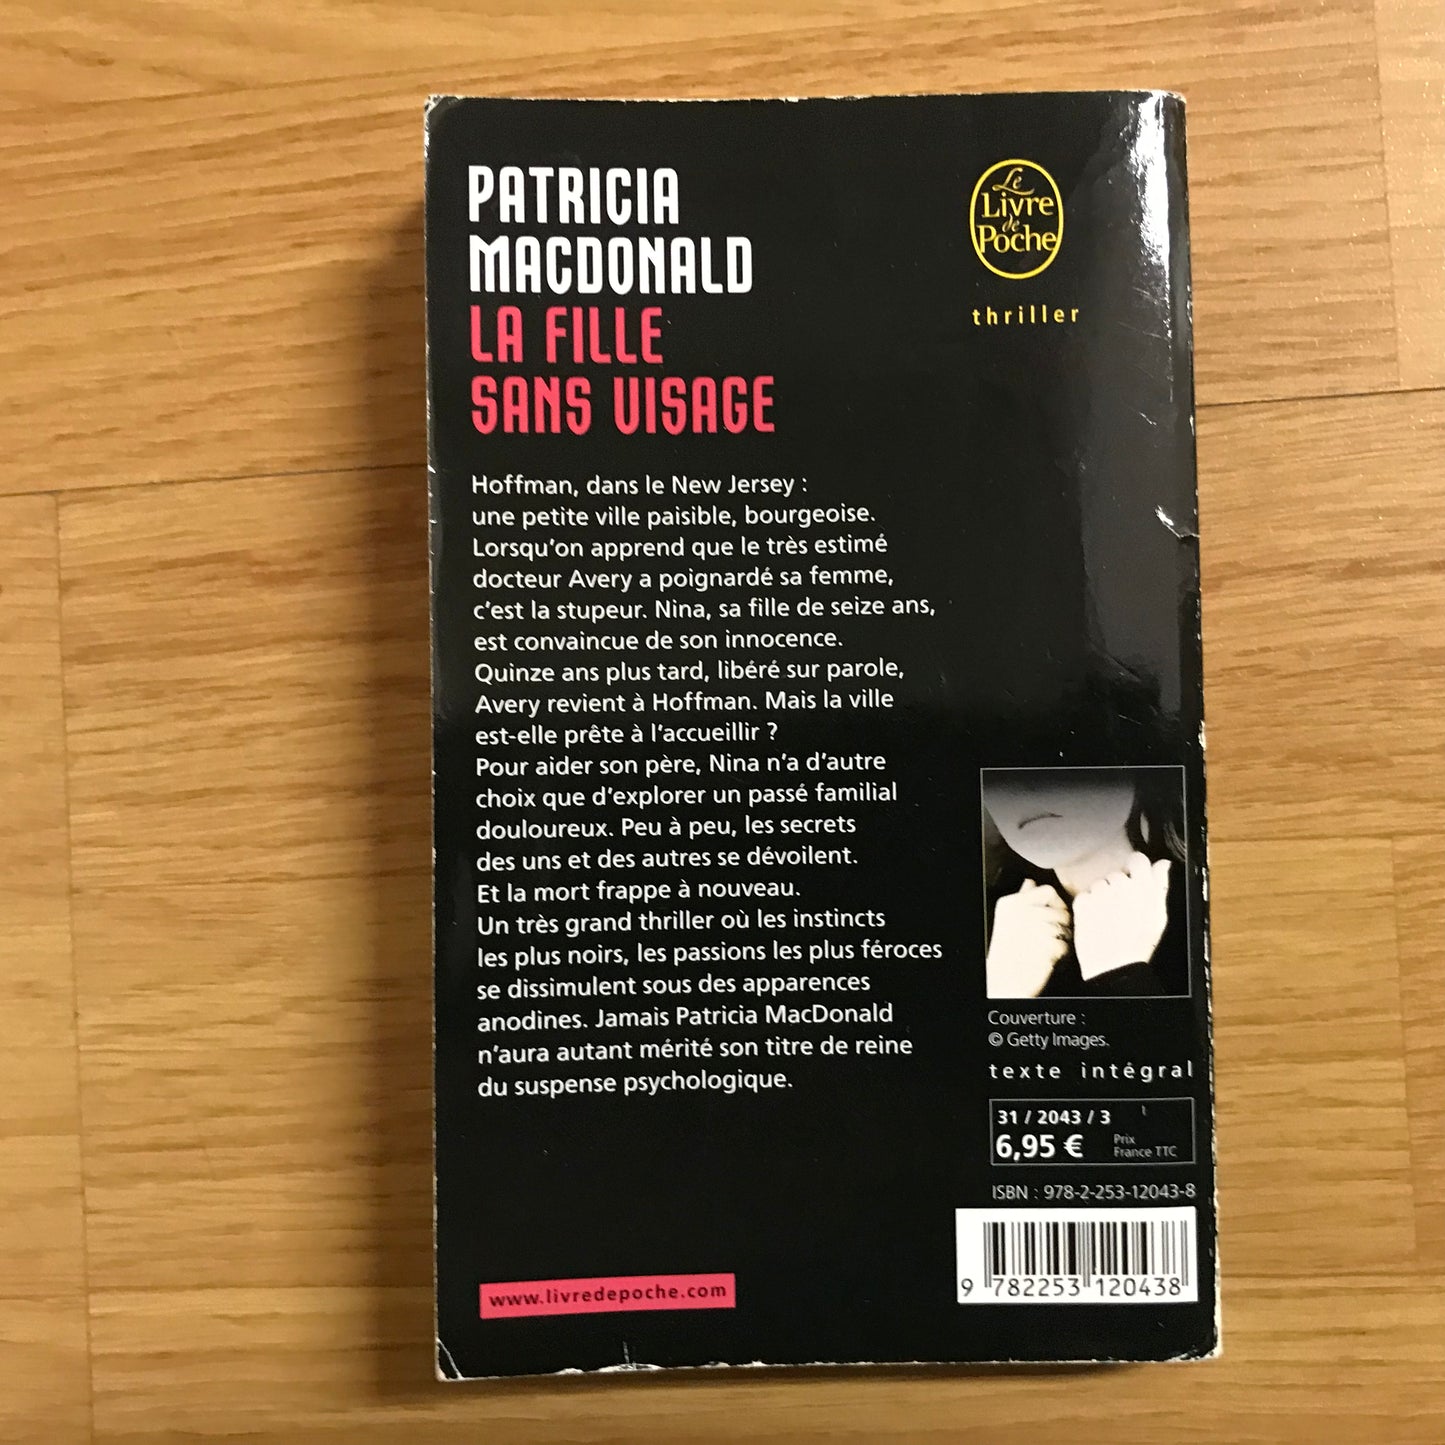 PATRICIA
MACDONALD
LA FILLE
SANS VISAGE
Le
Livre
de
Poche
thriller
Hoffman, dans le New Jersey :
une petite ville paisible, bourgeoise.
Lorsqu'on apprend que le très estimé
docteur Avery a poignardé sa femme,
c'est la stupeur. Nina, sa fille de seize ans,
est convaincue de son innocence.
Quinze ans plus tard, libéré sur parole,
Avery revient à Hoffman. Mais la ville
est-elle prête à l'accueillir ?
Pour aider son père, Nina n'a d'autre
choix que d'explorer un passé familial
douloureux. Peu à peu, les secrets
des uns et des autres se dévoilent.
Et la mort frappe à nouveau.
Un très grand thriller où les instincts
les plus noirs, les passions les plus féroces
se dissimulent sous des apparences
anodines. Jamais Patricia MacDonald
n'aura autant mérité son titre de reine
du suspense psychologique.
Couverture :
© Getty Images.
texte intégral
31 / 2043 / 3
6,95 € Prix
France TTC
ISBN : 978-2-253-12043-8
9 782253 120438
www.livredepoche.com